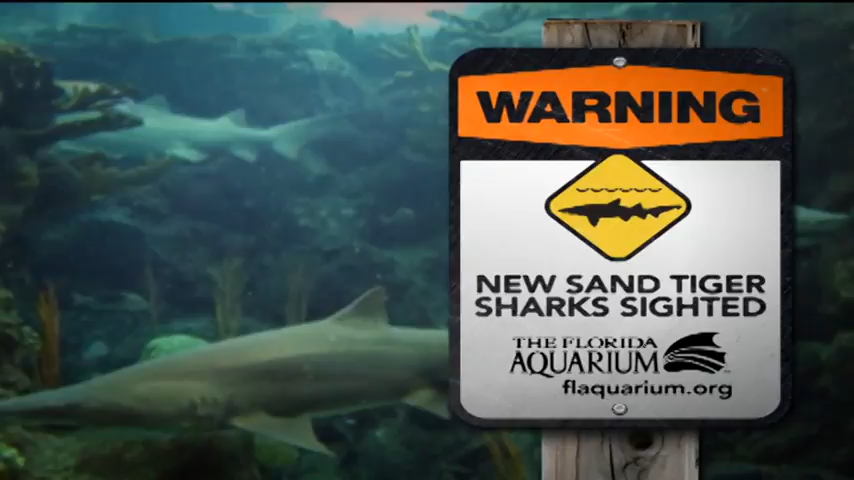 WARNING
NEW SAND TIGER
SHARKS SIGHTED
THE FLORIDA
AQUARIUM
flaquarium.org